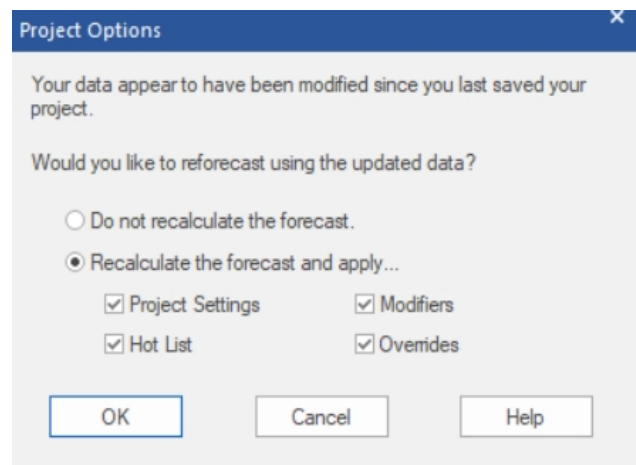 Project Options
Your data appear to have been modified since you last saved your
project.
Would you like to reforecast using the updated data?
Do not recalculate the forecast.
Recalculate the forecast and apply...
Project Settings
Modifiers
Hot List
Overrides
OK
Cancel
Help